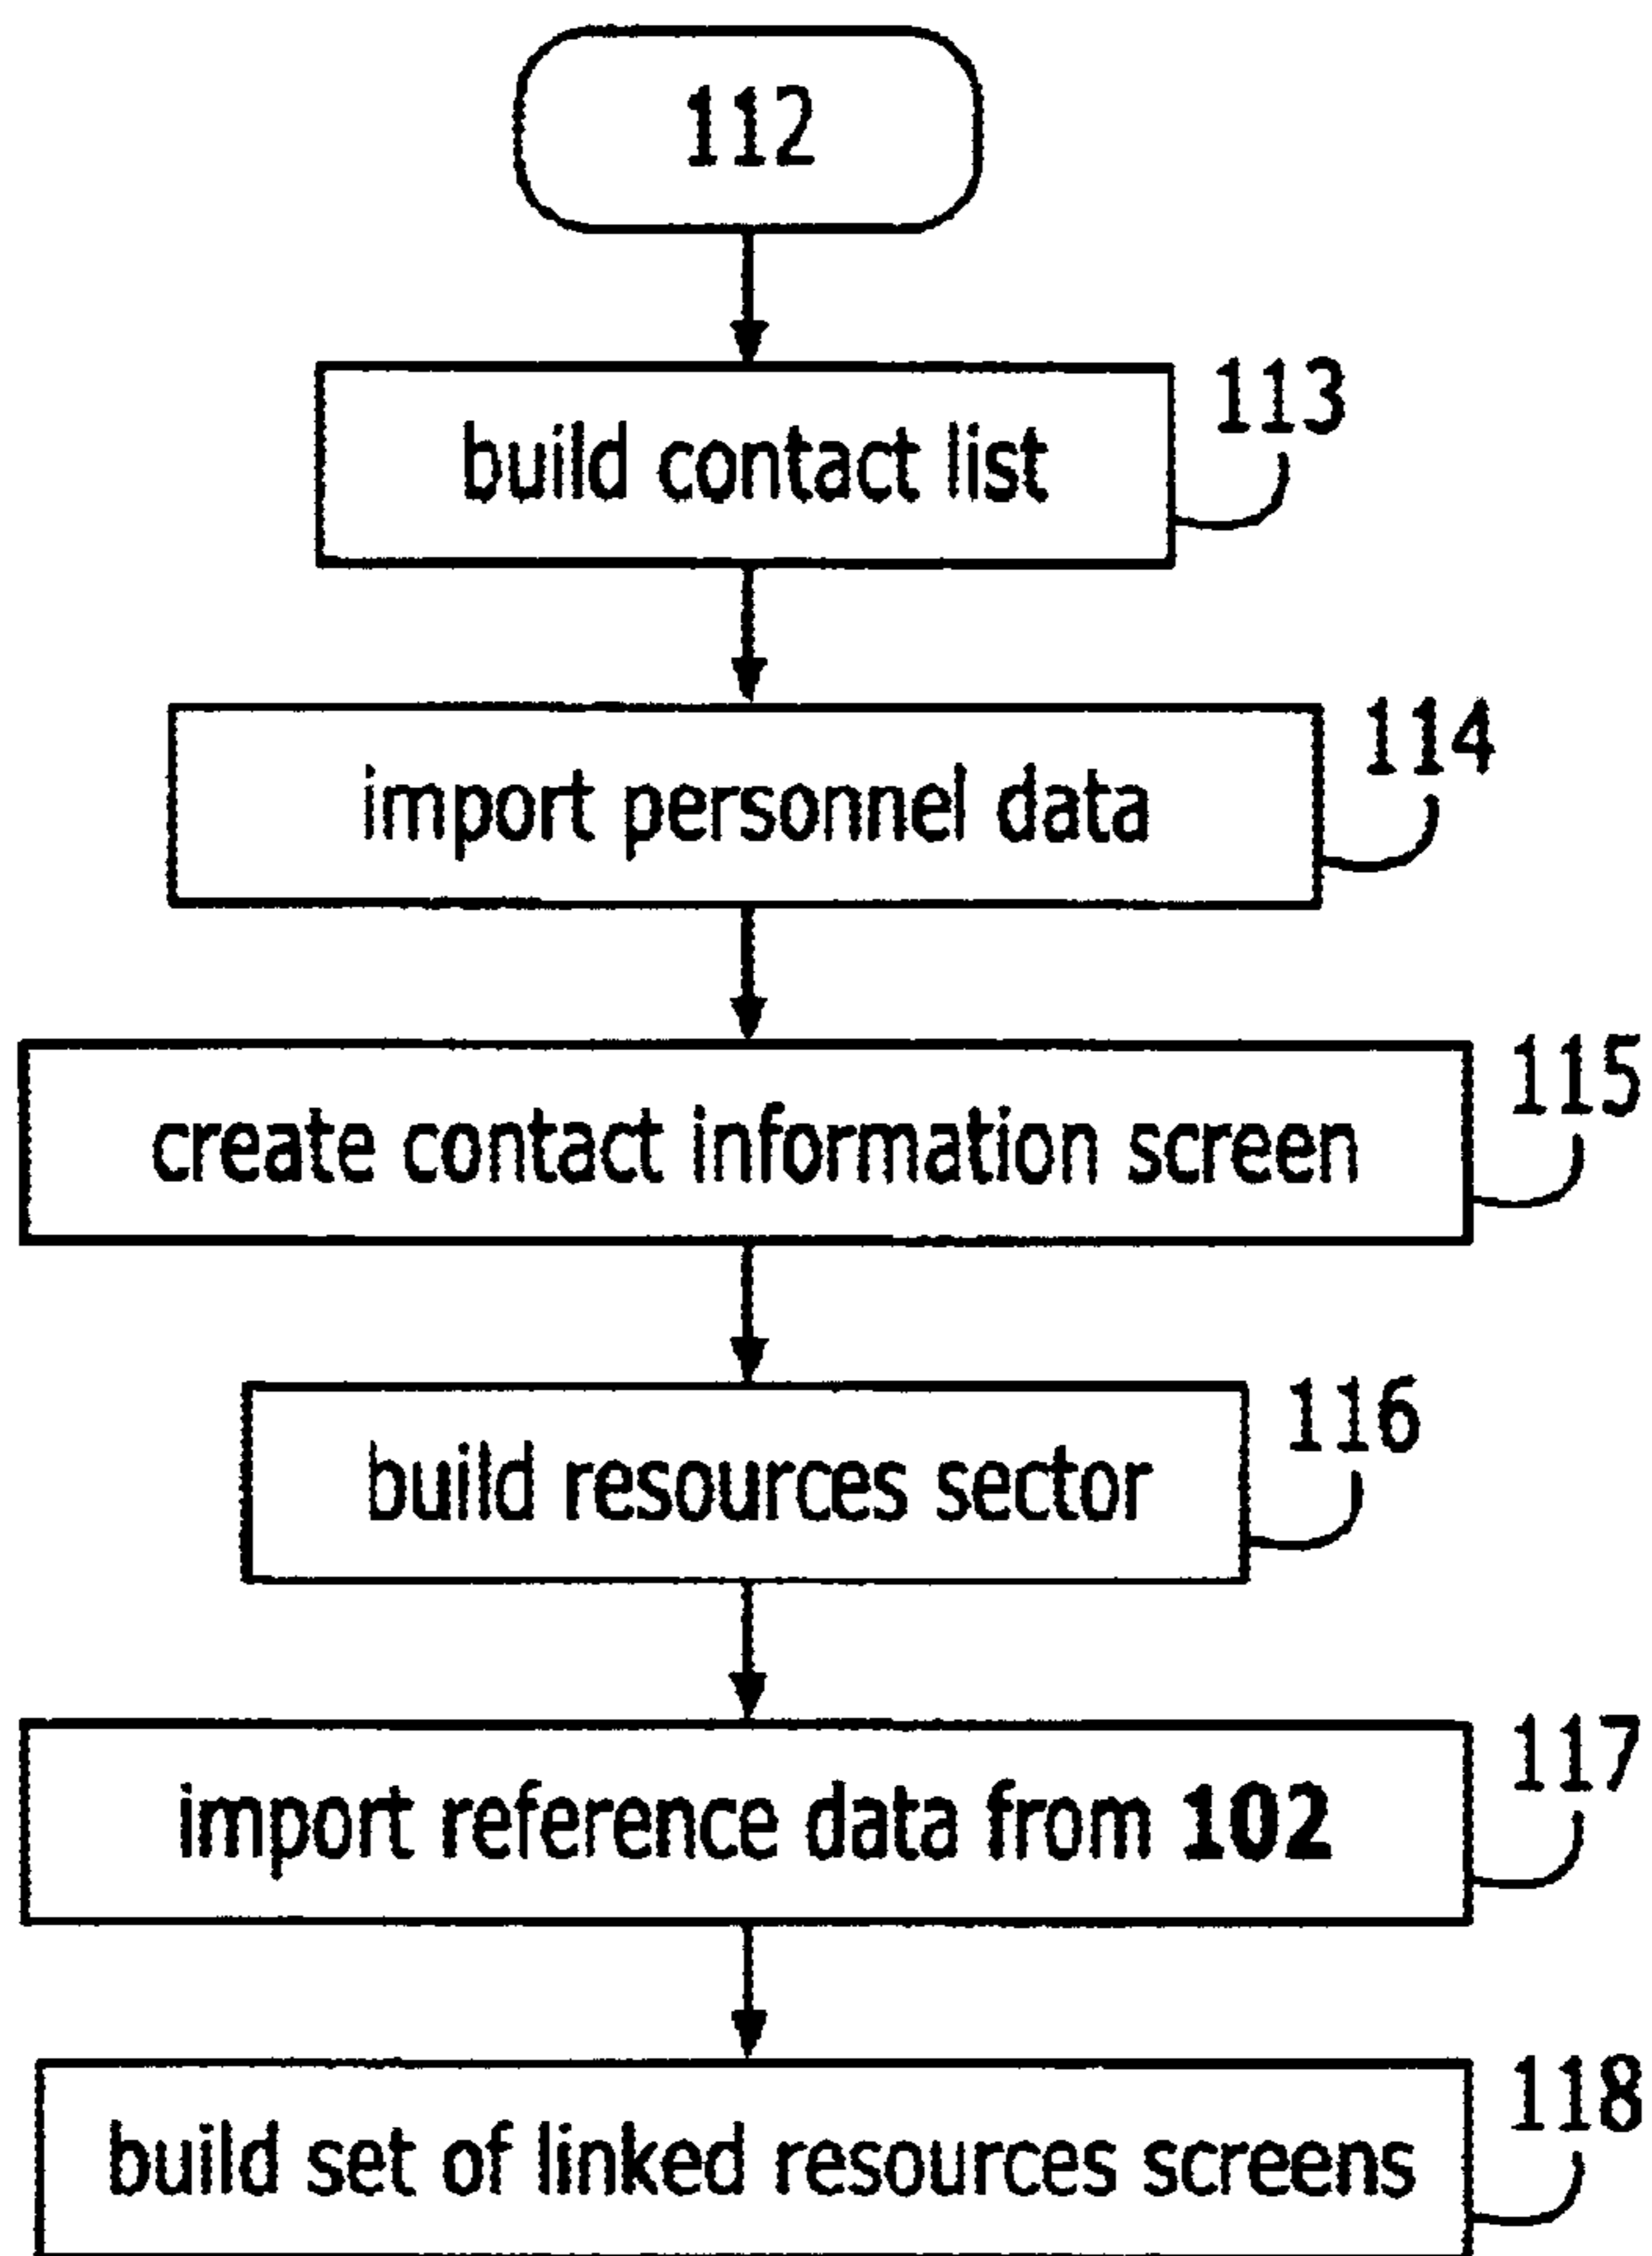 112
build contact list
113
import personnel data
114
create contact information screen
115
build resources sector
116
import reference data from 102
117
build set of linked resources screens
118